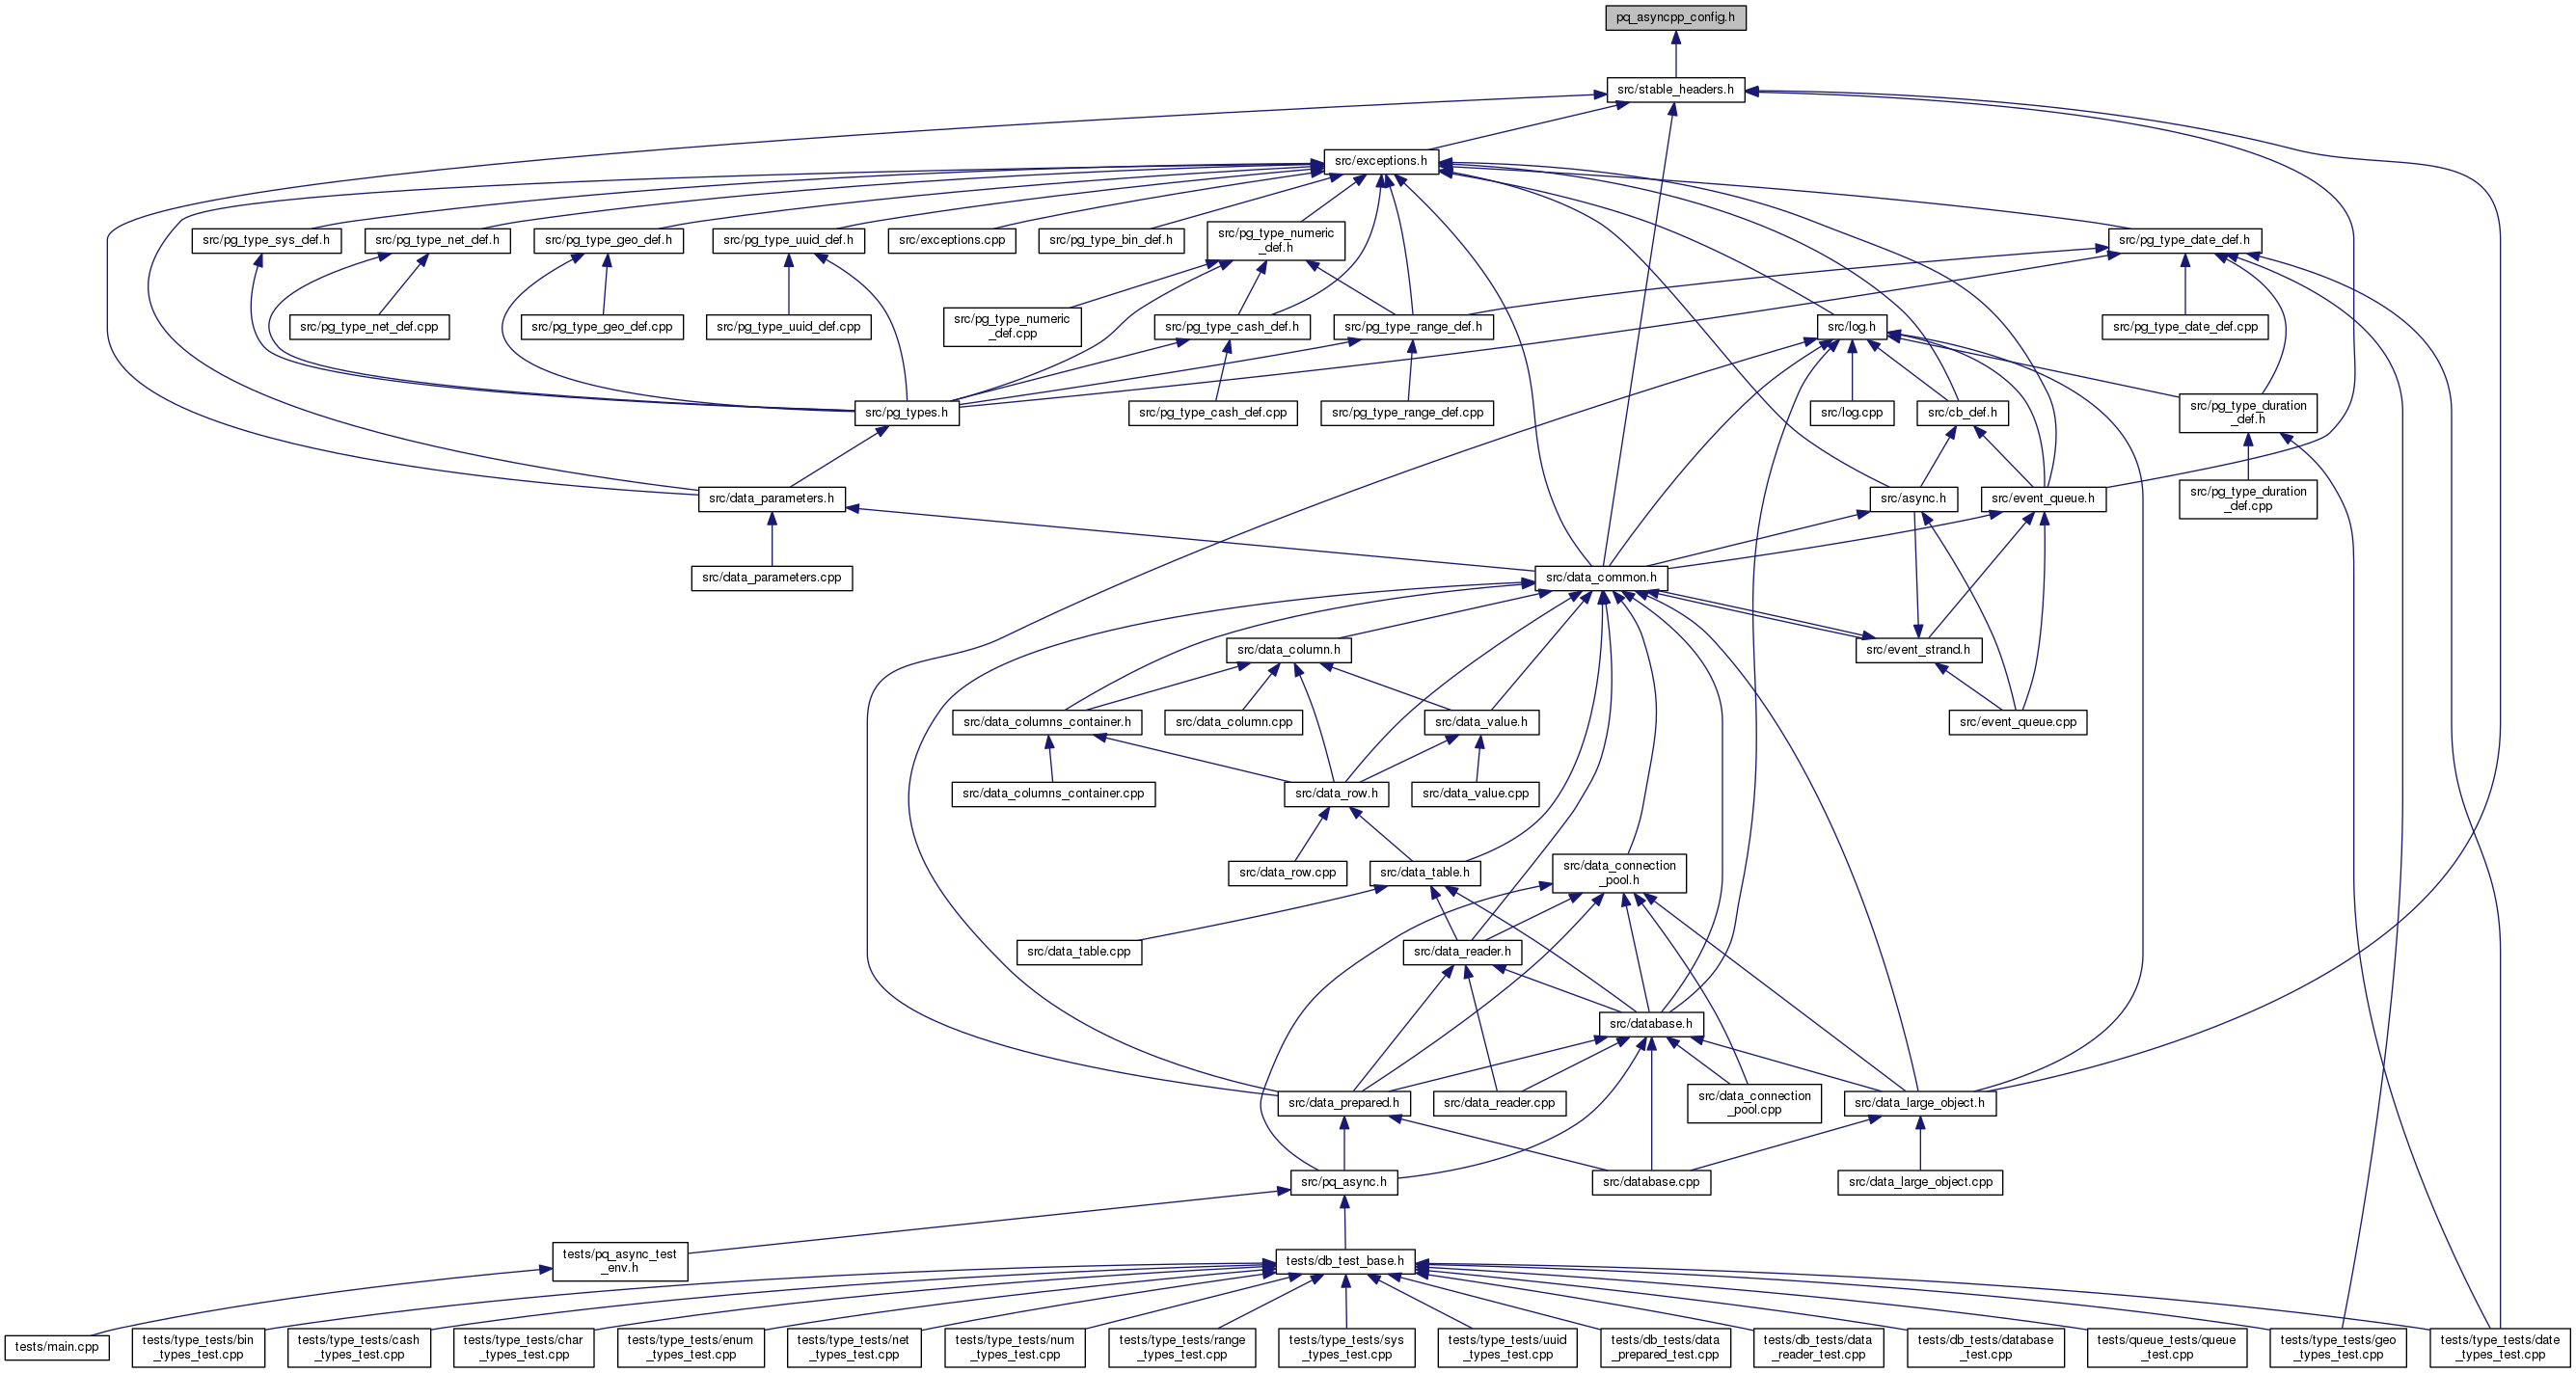 pq_asyncpp_config.h
src/stable_headers.h
src/exceptions.h
src/pg_type_sys_def.h
src/pg_type_net_def.h
src/pg_type_geo_def.h
src/pg_type_uuid_def.h
src/exceptions.cpp
src/pg_type_bin_def.h
src/pg_type_numeric
_def.h
src/pg_type_date_def.h
src/pg_type_net_def.cpp
src/pg_type_geo_def.cpp
src/pg_type_uuid_def.cpp
src/pg_type_numeric
_def.cpp
src/pg_type_cash_def.h
src/pg_type_range_def.h
src/log.h
src/pg_type_date_def.cpp
src/pg_types.h
src/pg_type_cash_def.cpp
src/pg_type_range_def.cpp
src/log.cpp
src/cb_def.h
src/pg_type_duration
_def.h
src/data_parameters.h
src/async.h
src/event_queue.h
src/pg_type_duration
_def.cpp
src/data_parameters.cpp
src/data_common.h
src/data_column.h
src/event_strand.h
src/data_columns_container.h
src/data_column.cpp
src/data_value.h
src/event_queue.cpp
src/data_columns_container.cpp
src/data_row.h
src/data_value.cpp
src/data_row.cpp
src/data_table.h
src/data_connection
_pool.h
src/data_table.cpp
src/data_reader.h
src/database.h
src/data_prepared.h
src/data_reader.cpp
src/data_connection
_pool.cpp
src/data_large_object.h
src/pq_async.h
src/database.cpp
src/data_large_object.cpp
tests/pq_async_test
_env.h
tests/db_test_base.h
tests/main.cpp
tests/type_tests/bin
_types_test.cpp
tests/type_tests/cash
_types_test.cpp
tests/type_tests/char
_types_test.cpp
tests/type_tests/enum
_types_test.cpp
tests/type_tests/net
_types_test.cpp
tests/type_tests/num
_types_test.cpp
tests/type_tests/range
_types_test.cpp
tests/type_tests/sys
_types_test.cpp
tests/type_tests/uuid
_types_test.cpp
tests/db_tests/data
_prepared_test.cpp
tests/db_tests/data
_reader_test.cpp
tests/db_tests/database
_test.cpp
tests/queue_tests/queue
_test.cpp
tests/type_tests/geo
_types_test.cpp
tests/type_tests/date
_types_test.cpp